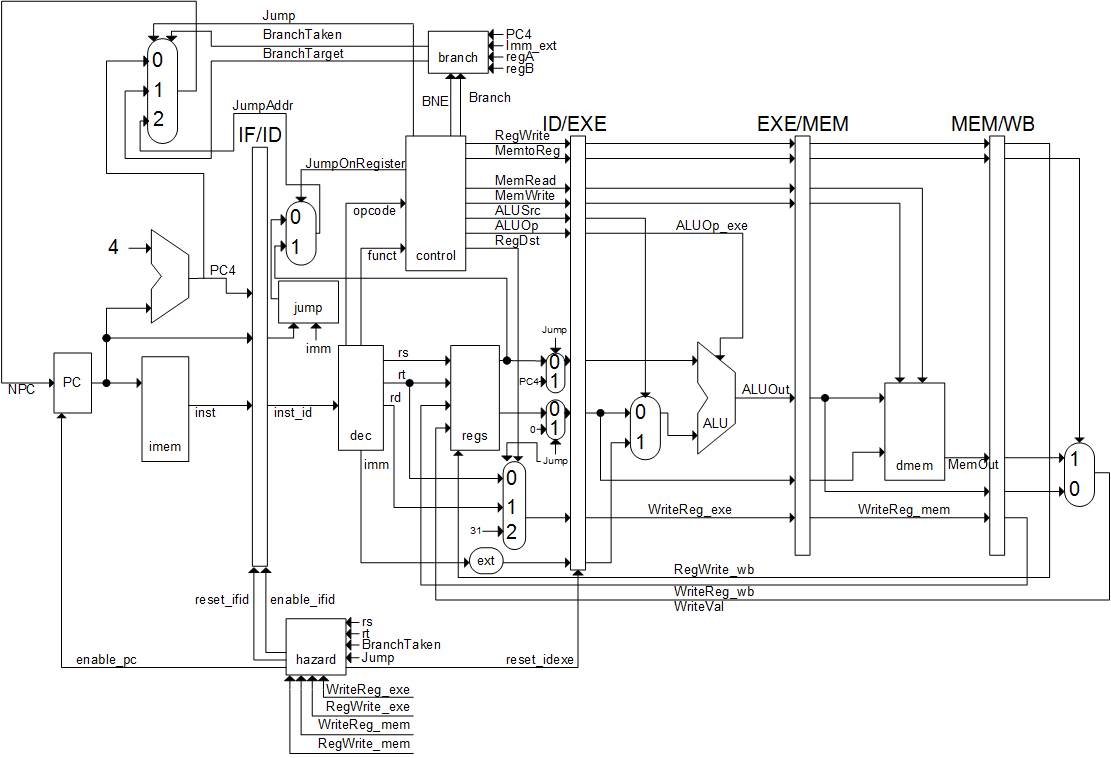 Jump
BranchTaken
BranchTarget
branch
PC4
Imm_ext
regA
regB
0
1
2
BNE
Branch
JumpAddr
IF/ID
ID/EXE
EXE/MEM
MEM/WB
RegWrite
MemtoReg
JumpOnRegister
MemRead
MemWrite
ALUSrc
ALUOp
RegDst
ALUOp_exe
opcode
funct
control
0
1
4
PC4
jump
imm
Jump
PC
NPC
imem
inst
inst_id
dec
rs
rt
rd
imm
regs
0
1
PC4
0
1
0
Jump
0
1
2
31
ext
0
1
ALU
ALUOut
dmem
MemOut
1
0
WriteReg_exe
WriteReg_mem
RegWrite_wb
WriteReg_wb
WriteVal
reset_ifid
enable_ifid
hazard
rs
rt
BranchTaken
Jump
enable_pc
reset_idexe
WriteReg_exe
RegWrite_exe
WriteReg_mem
RegWrite_mem